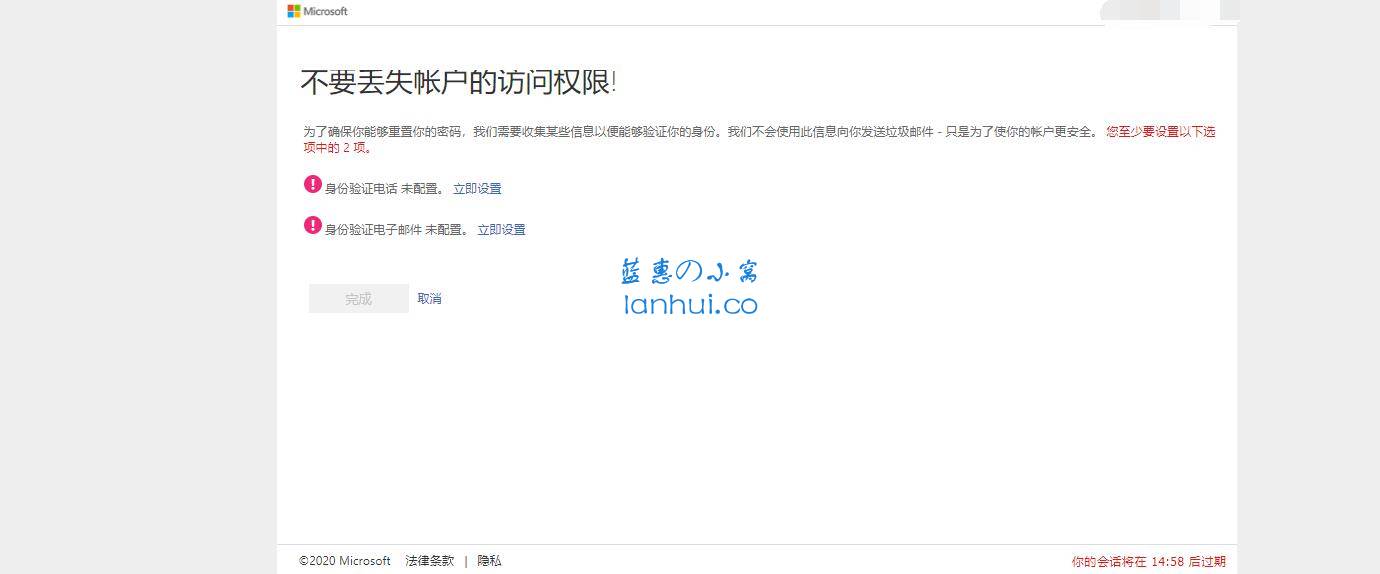 Microsoft
不要丢失帐户的访问权限!
为了确保你能够重置你的密码，我们需要收集某些信息以便能够验证你的身份。我们不会使用此信息向你发送垃圾邮件 - 只是为了使你的帐户更安全。 您至少要设置以下选
项中的 2 项。
! 身份验证电话 未配置。 立即设置
! 身份验证电子邮件 未配置。 立即设置
蓝惠の小窝
lanhui.co
完成 取消
©2020 Microsoft 法律条款 | 隐私 你的会话将在 14:58 后过期